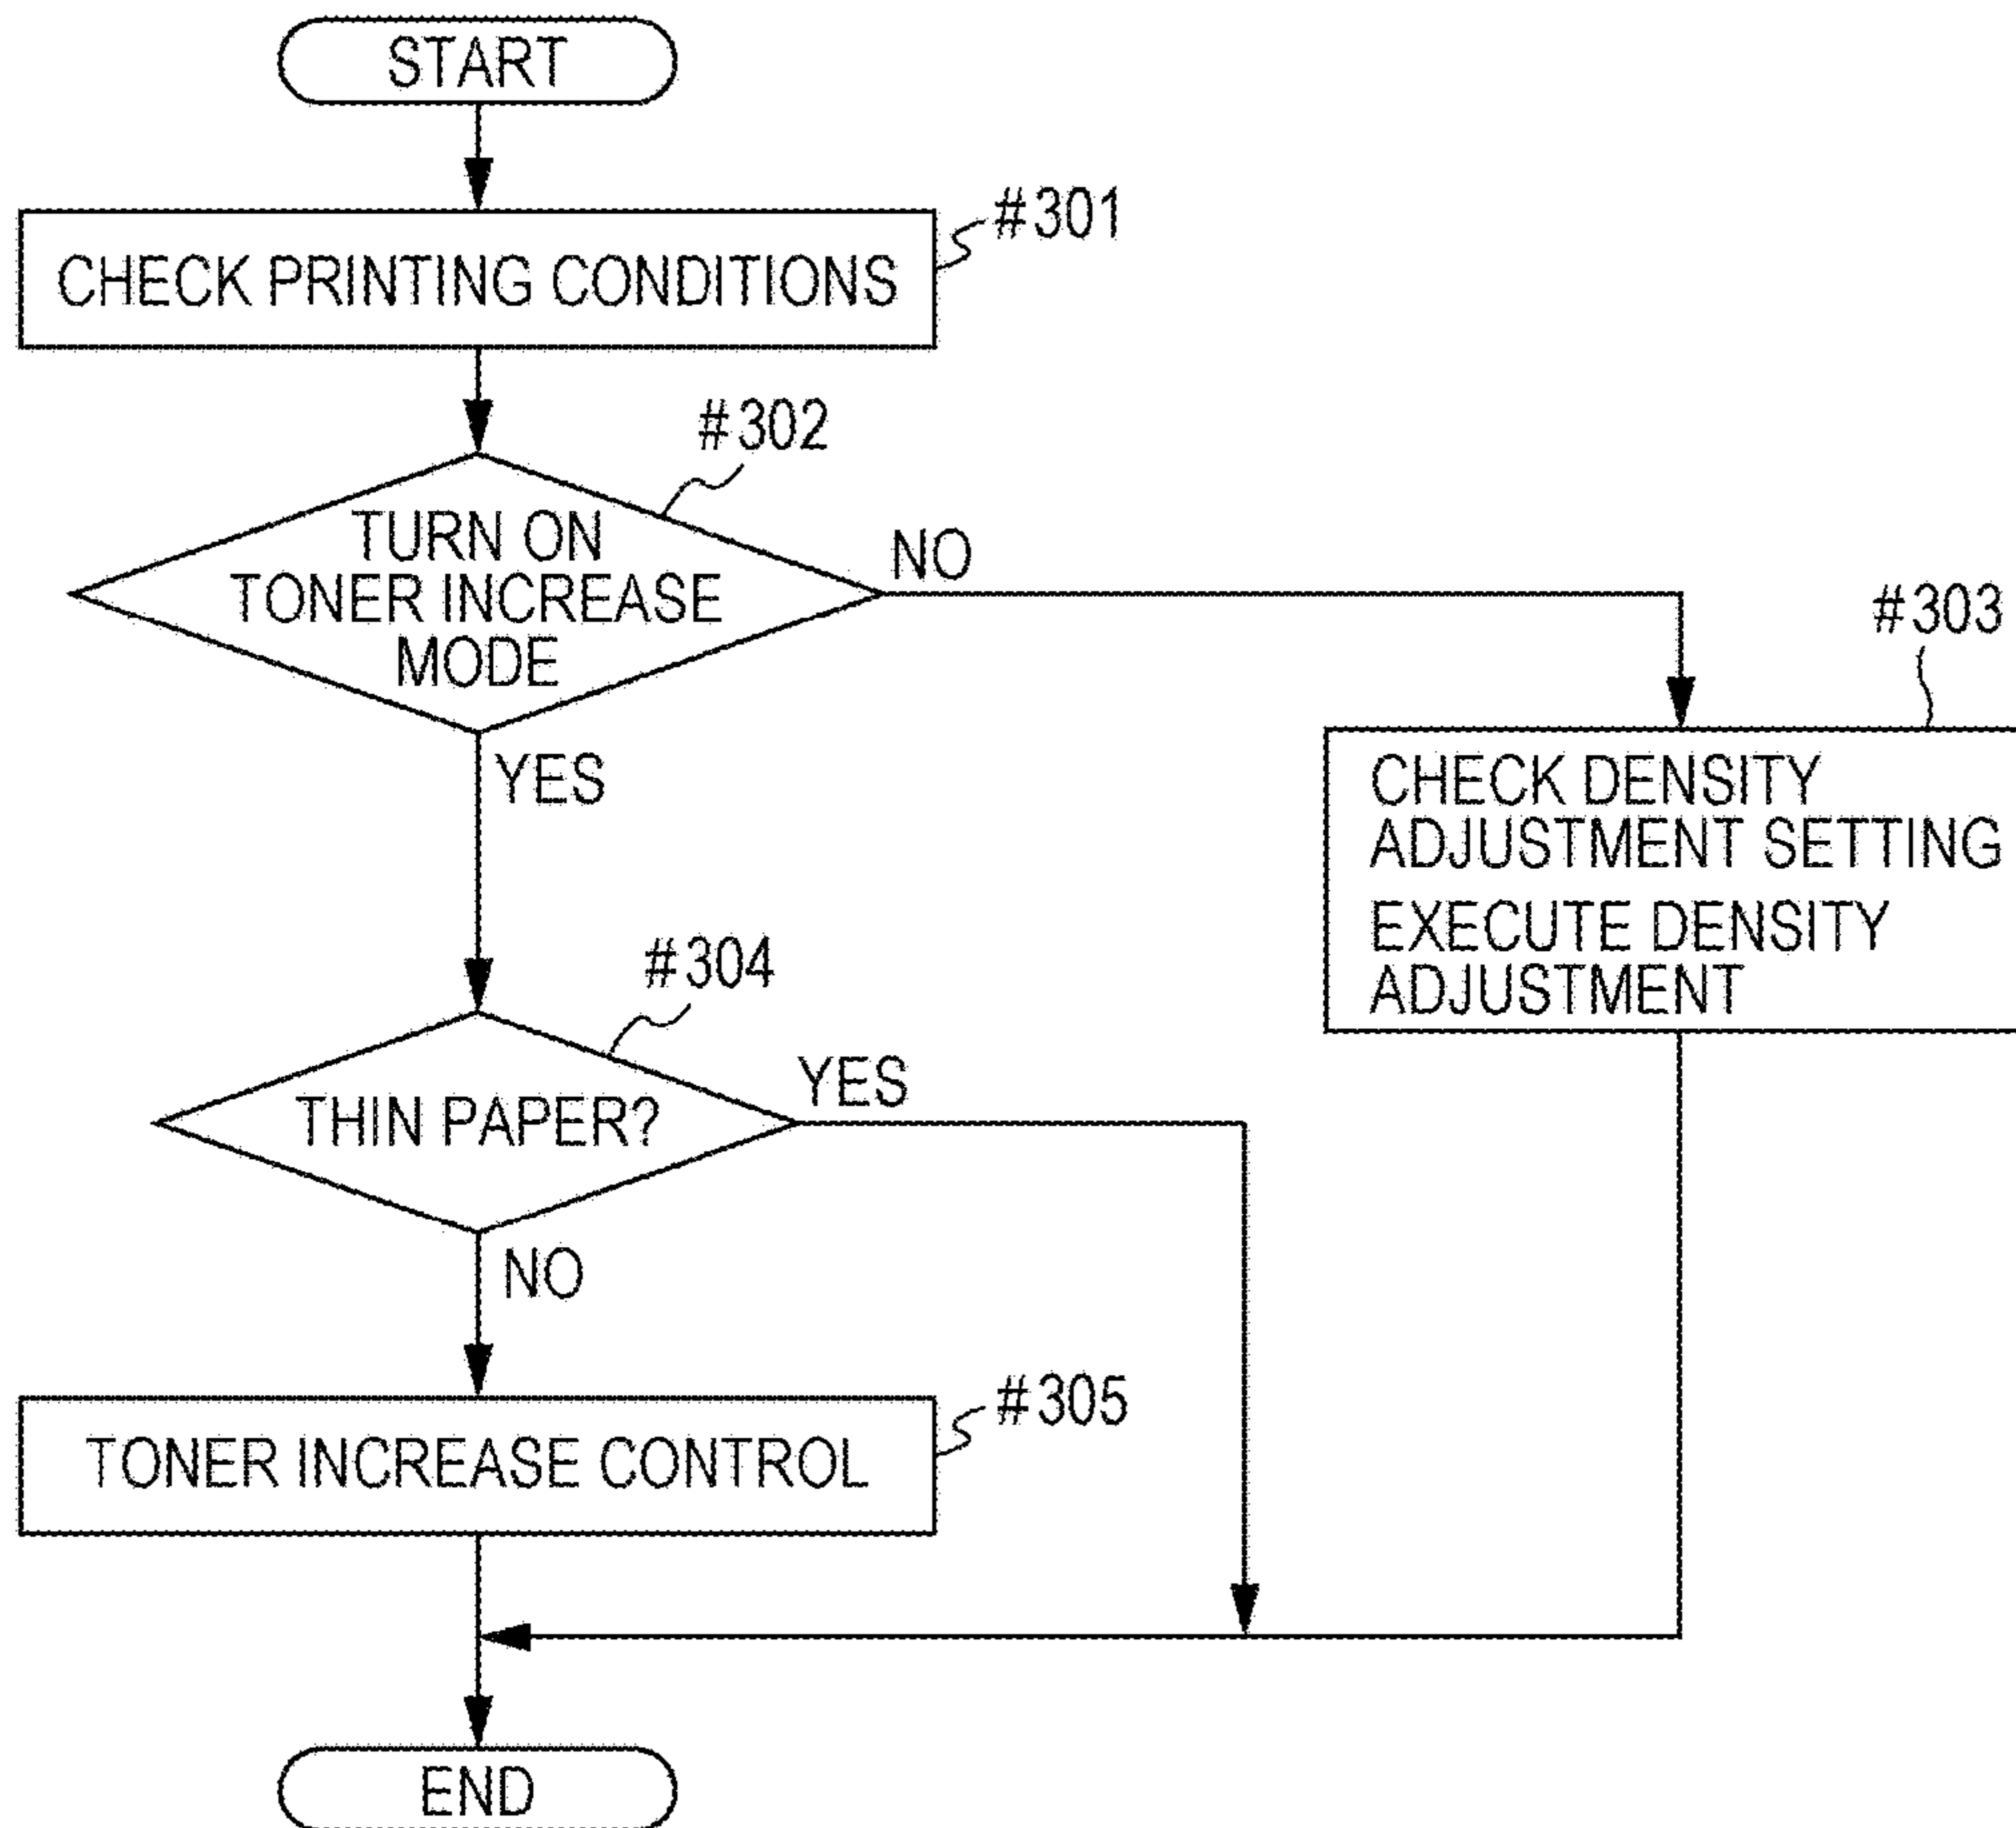 START
#301
CHECK PRINTING CONDITIONS
#302
TURN ON
TONER INCREASE
MODE
NO
YES
#303
CHECK DENSITY
ADJUSTMENT SETTING
EXECUTE DENSITY
ADJUSTMENT
#304
THIN PAPER?
YES
NO
#305
TONER INCREASE CONTROL
END